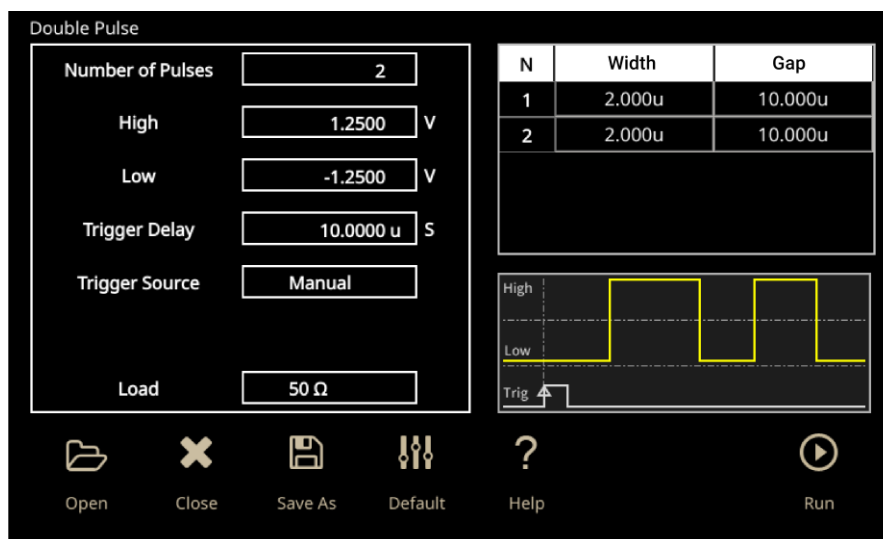 Double Pulse
Number of Pulses 2
High 1.2500 V
Low -1.2500 V
Trigger Delay 10.0000 u S
Trigger Source Manual
Load 50 Ω
N Width Gap
1 2.000u 10.000u
2 2.000u 10.000u
High
Low
Trig
Open Close Save As Default Help Run